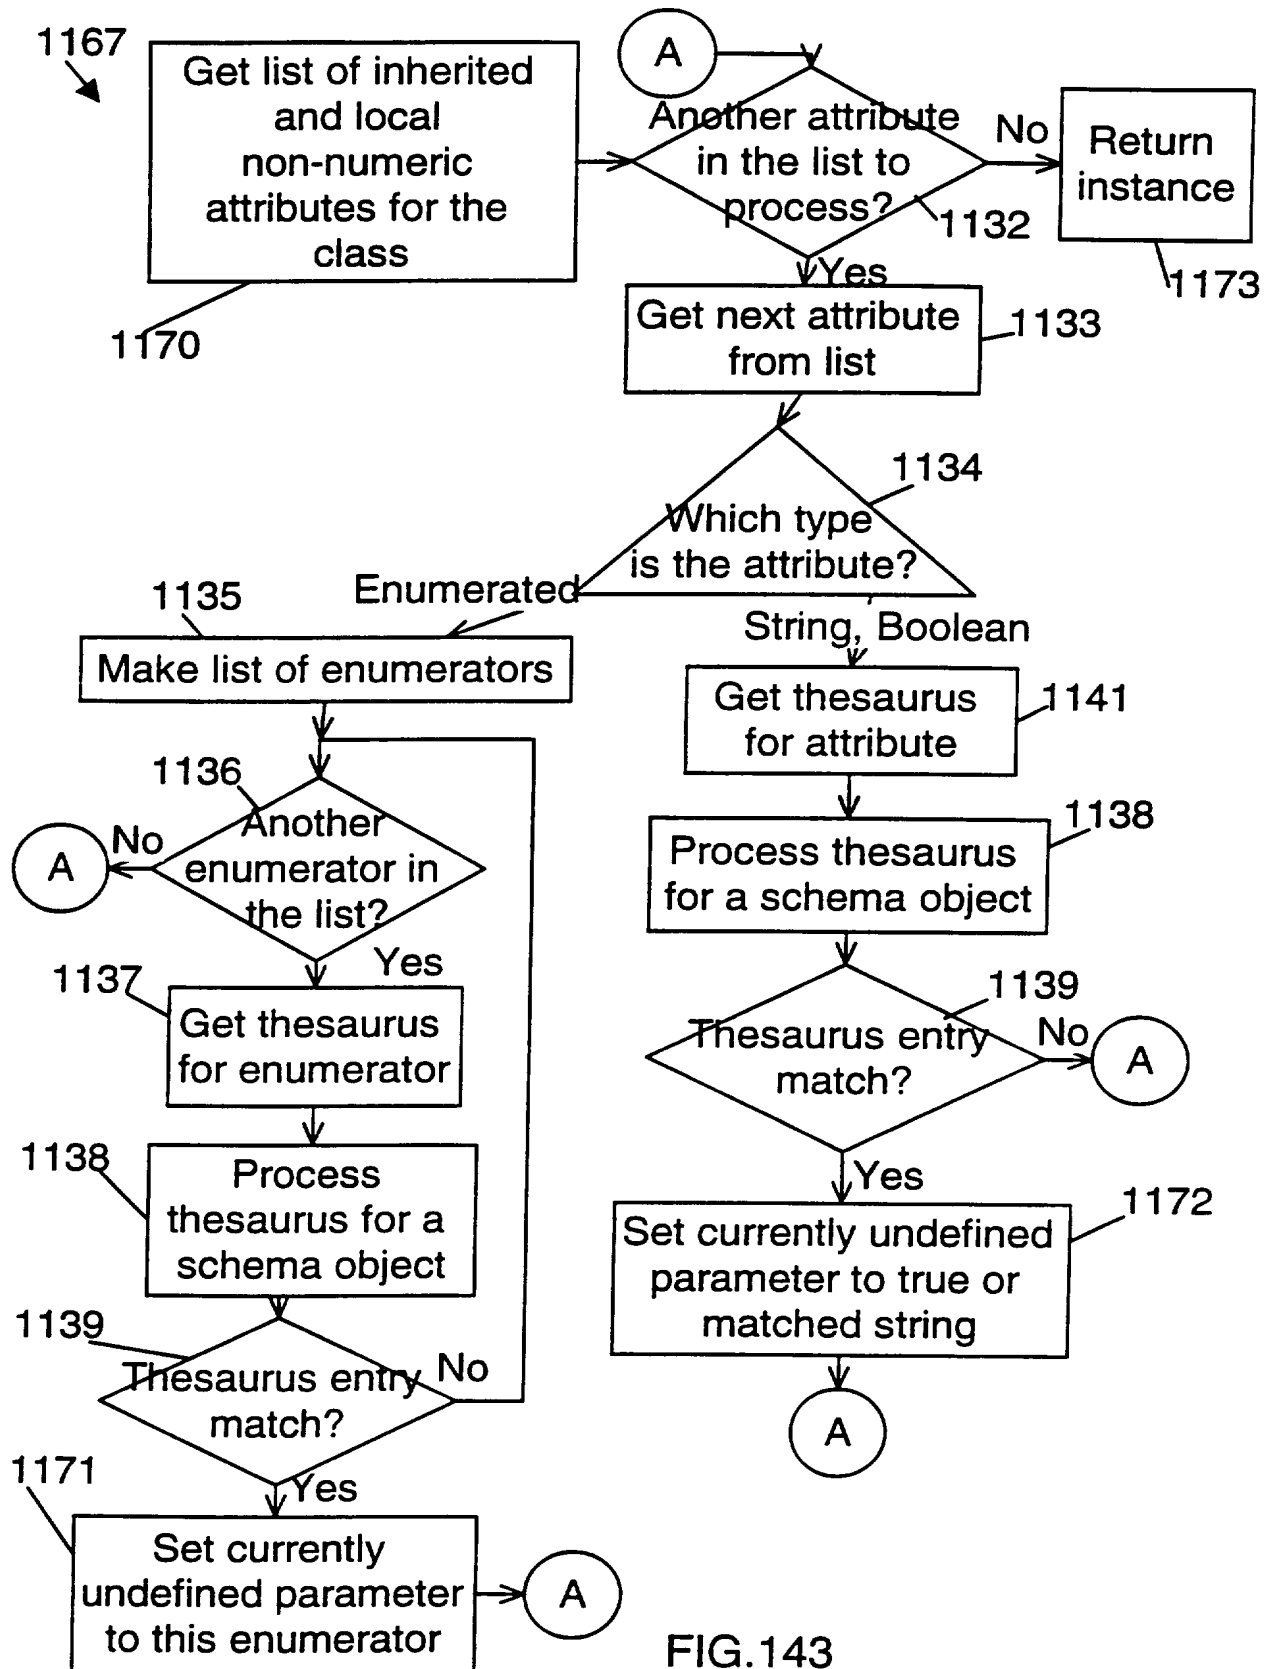 1167
Get list of inherited
and local
non-numeric
attributes for the
class
1170
A
Another attribute
in the list to
process?
1132
No
Return
instance
1173
Yes
Get next attribute
from list
1133
Which type
is the attribute?
1134
Enumerated
String, Boolean
1135
Make list of enumerators
1136
Another
enumerator in
the list?
No
A
Yes
1137
Get thesaurus
for enumerator
1138
Process
thesaurus for a
schema object
1139
Thesaurus entry
match?
No
Yes
1171
Set currently
undefined parameter
to this enumerator
A
Get thesaurus
for attribute
1141
Process thesaurus
for a schema object
1138
Thesaurus entry
match?
1139
No
A
Yes
Set currently undefined
parameter to true or
matched string
1172
A
FIG.143